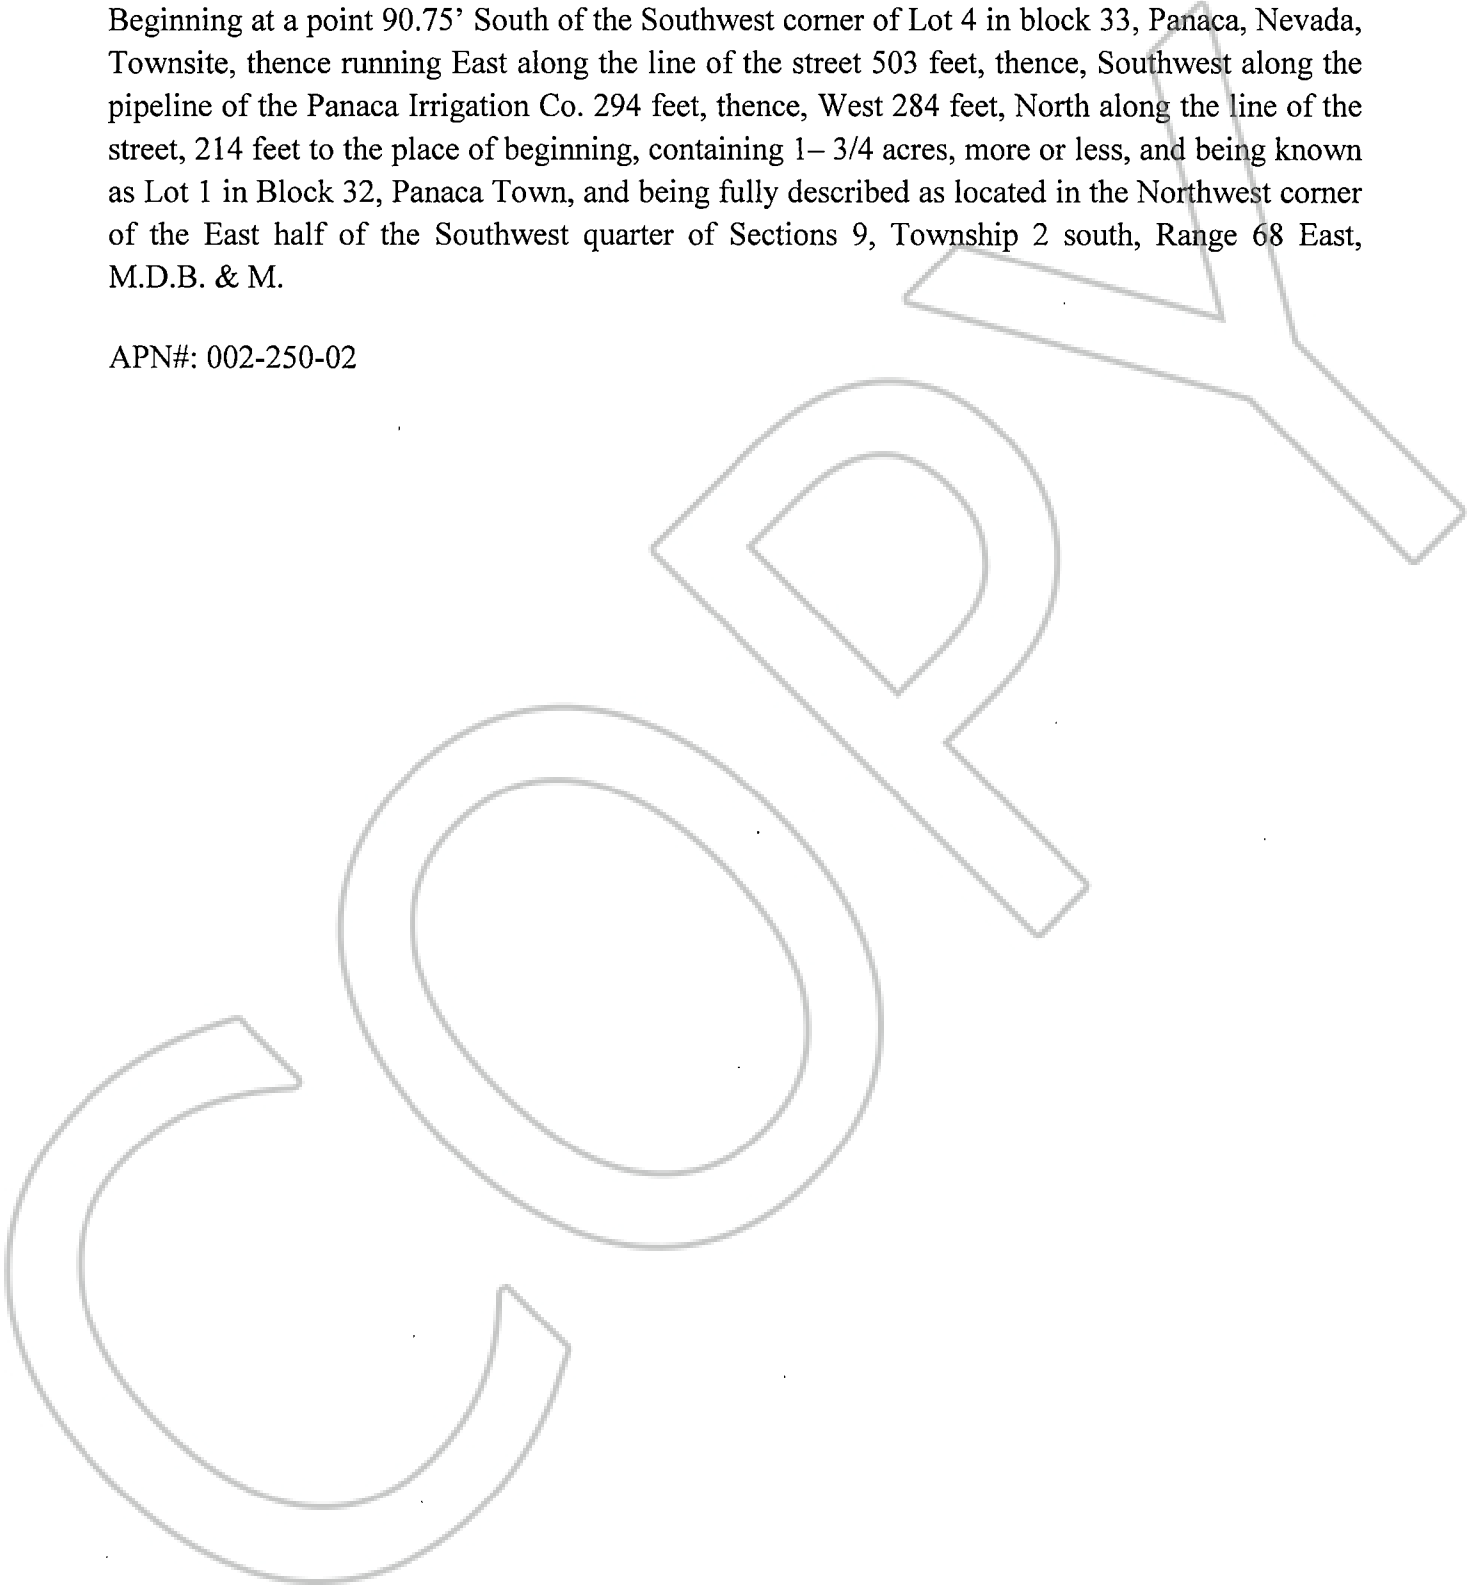 Beginning at a point 90.75’ South of the Southwest corner of Lot 4 in block 33, Panaca, Nevada,
Townsite, thence running East along the line of the street 503 feet, thence, Southwest along the
pipeline of the Panaca Irrigation Co. 294 feet, thence, West 284 feet, North along the line of the
street, 214 feet to the place of beginning, containing 1– 3/4 acres, more or less, and being known
as Lot 1 in Block 32, Panaca Town, and being fully described as located in the Northwest corner
of the East half of the Southwest quarter of Sections 9, Township 2 south, Range 68 East,
M.D.B. & M.
APN#: 002-250-02
COPY